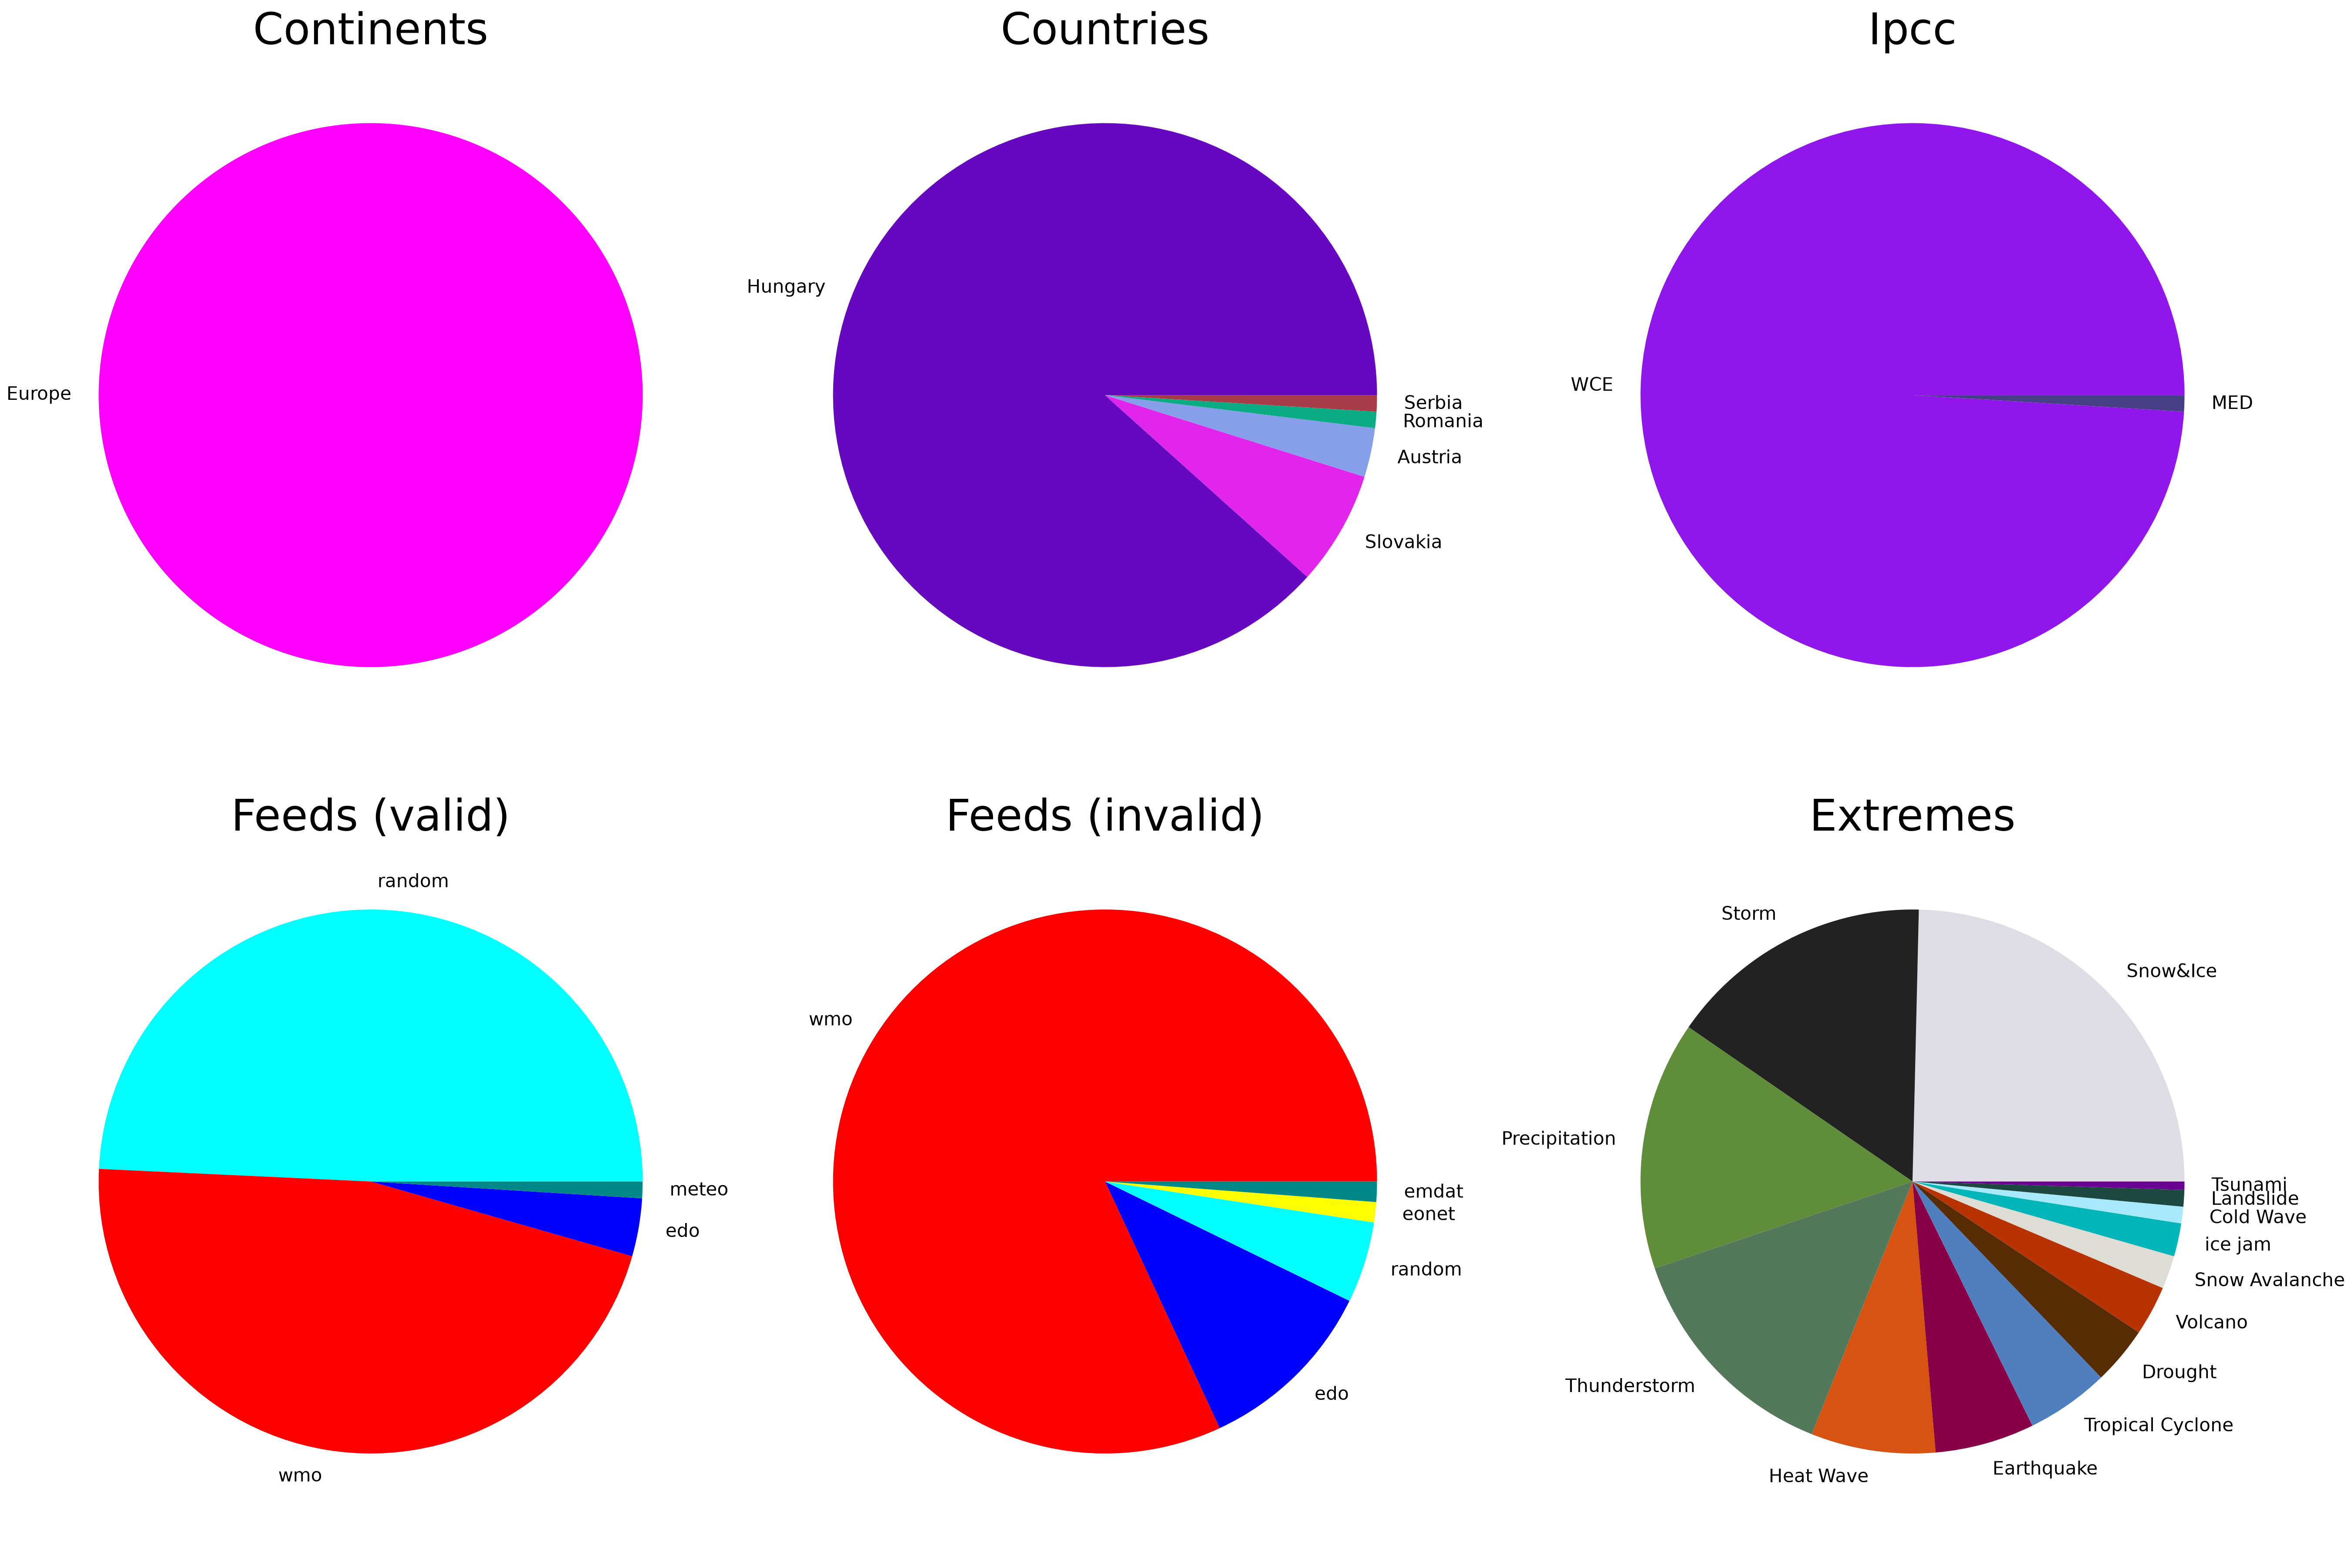 Continents
Europe
Countries
Hungary
Serbia
Romania
Austria
Slovakia
Ipcc
WCE
MED
Feeds (valid)
random
meteo
edo
wmo
Feeds (invalid)
wmo
emdat
eonet
random
edo
Extremes
Storm
Snow&Ice
Precipitation
Tsunami
Landslide
Cold Wave
ice jam
Snow Avalanche
Volcano
Drought
Thunderstorm
Tropical Cyclone
Heat Wave
Earthquake